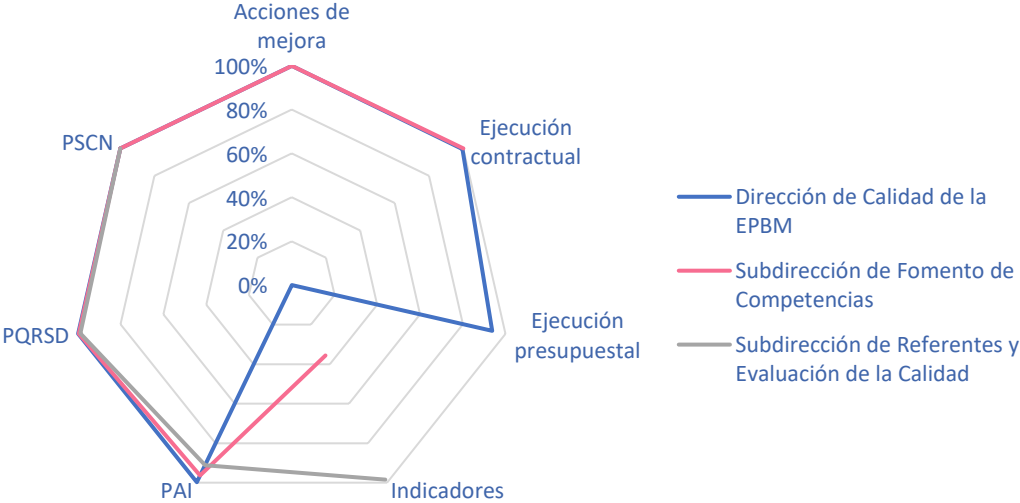 Acciones de
mejora
100%
80%
60%
40%
20%
0%
Ejecución
contractual
Ejecución
presupuestal
Indicadores
PAI
PQRSD
PSCN
Dirección de Calidad de la
EPBM
Subdirección de Fomento de
Competencias
Subdirección de Referentes y
Evaluación de la Calidad